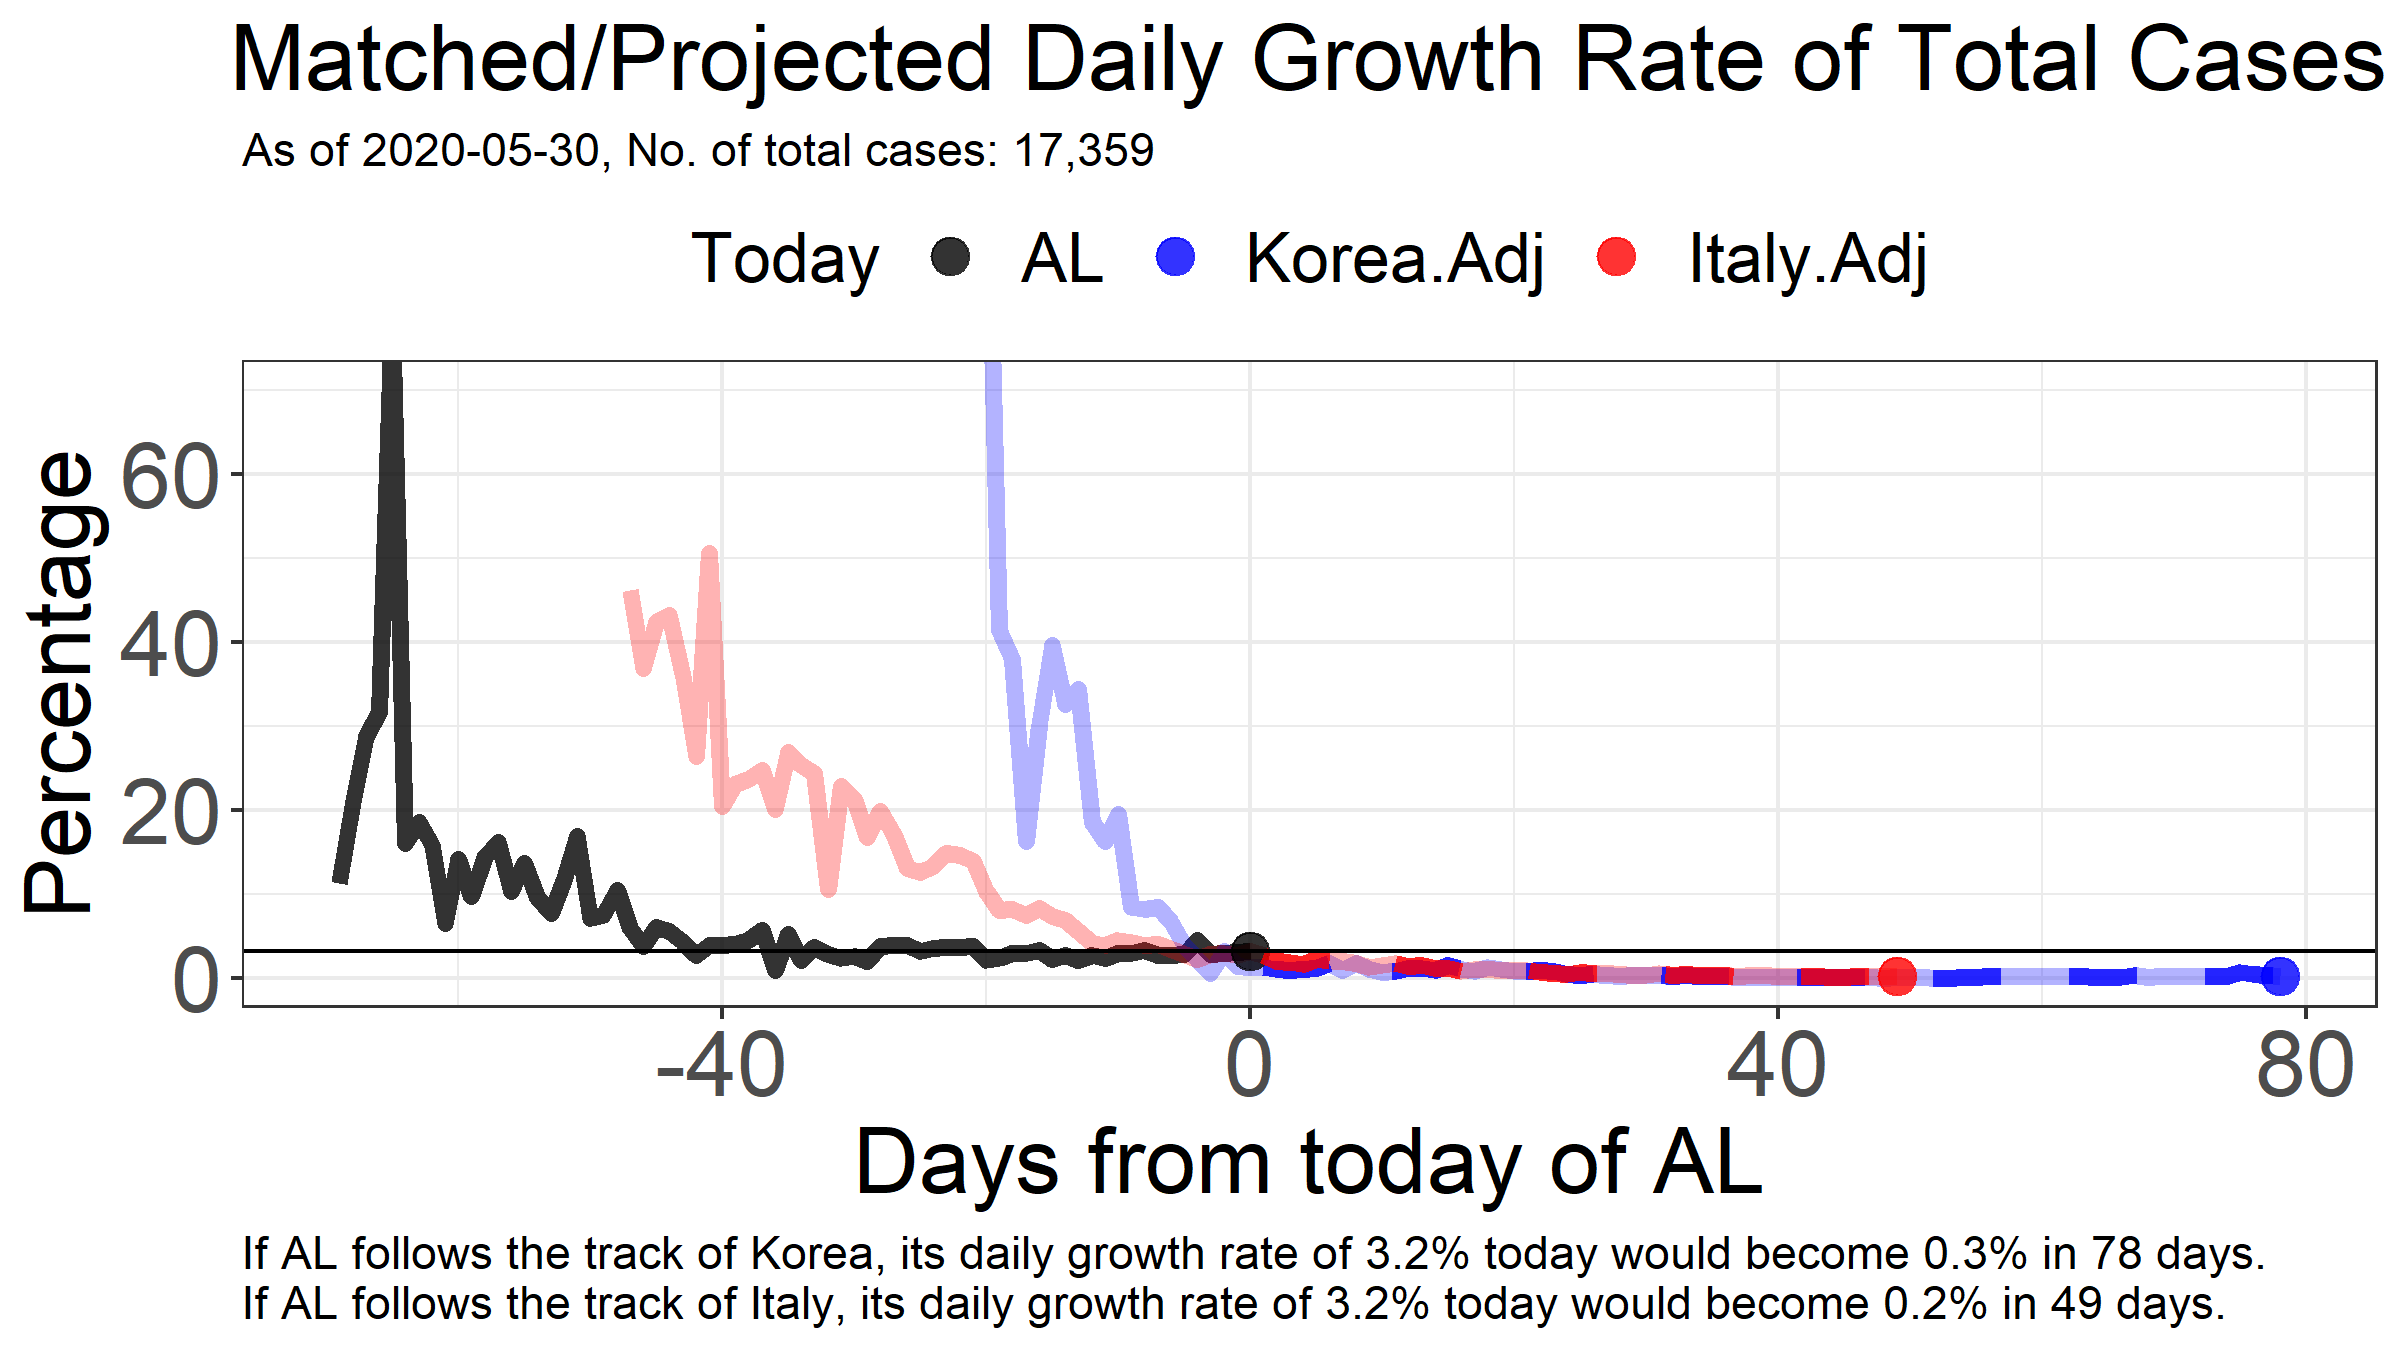 Matched/Projected Daily Growth Rate of Total Cases
As of 2020-05-30, No. of total cases: 17,359
Today AL Korea.Adj Italy.Adj
Percentage
60
40
20
0
-40 0 40 80
Days from today of AL
If AL follows the track of Korea, its daily growth rate of 3.2% today would become 0.3% in 78 days.
If AL follows the track of Italy, its daily growth rate of 3.2% today would become 0.2% in 49 days.